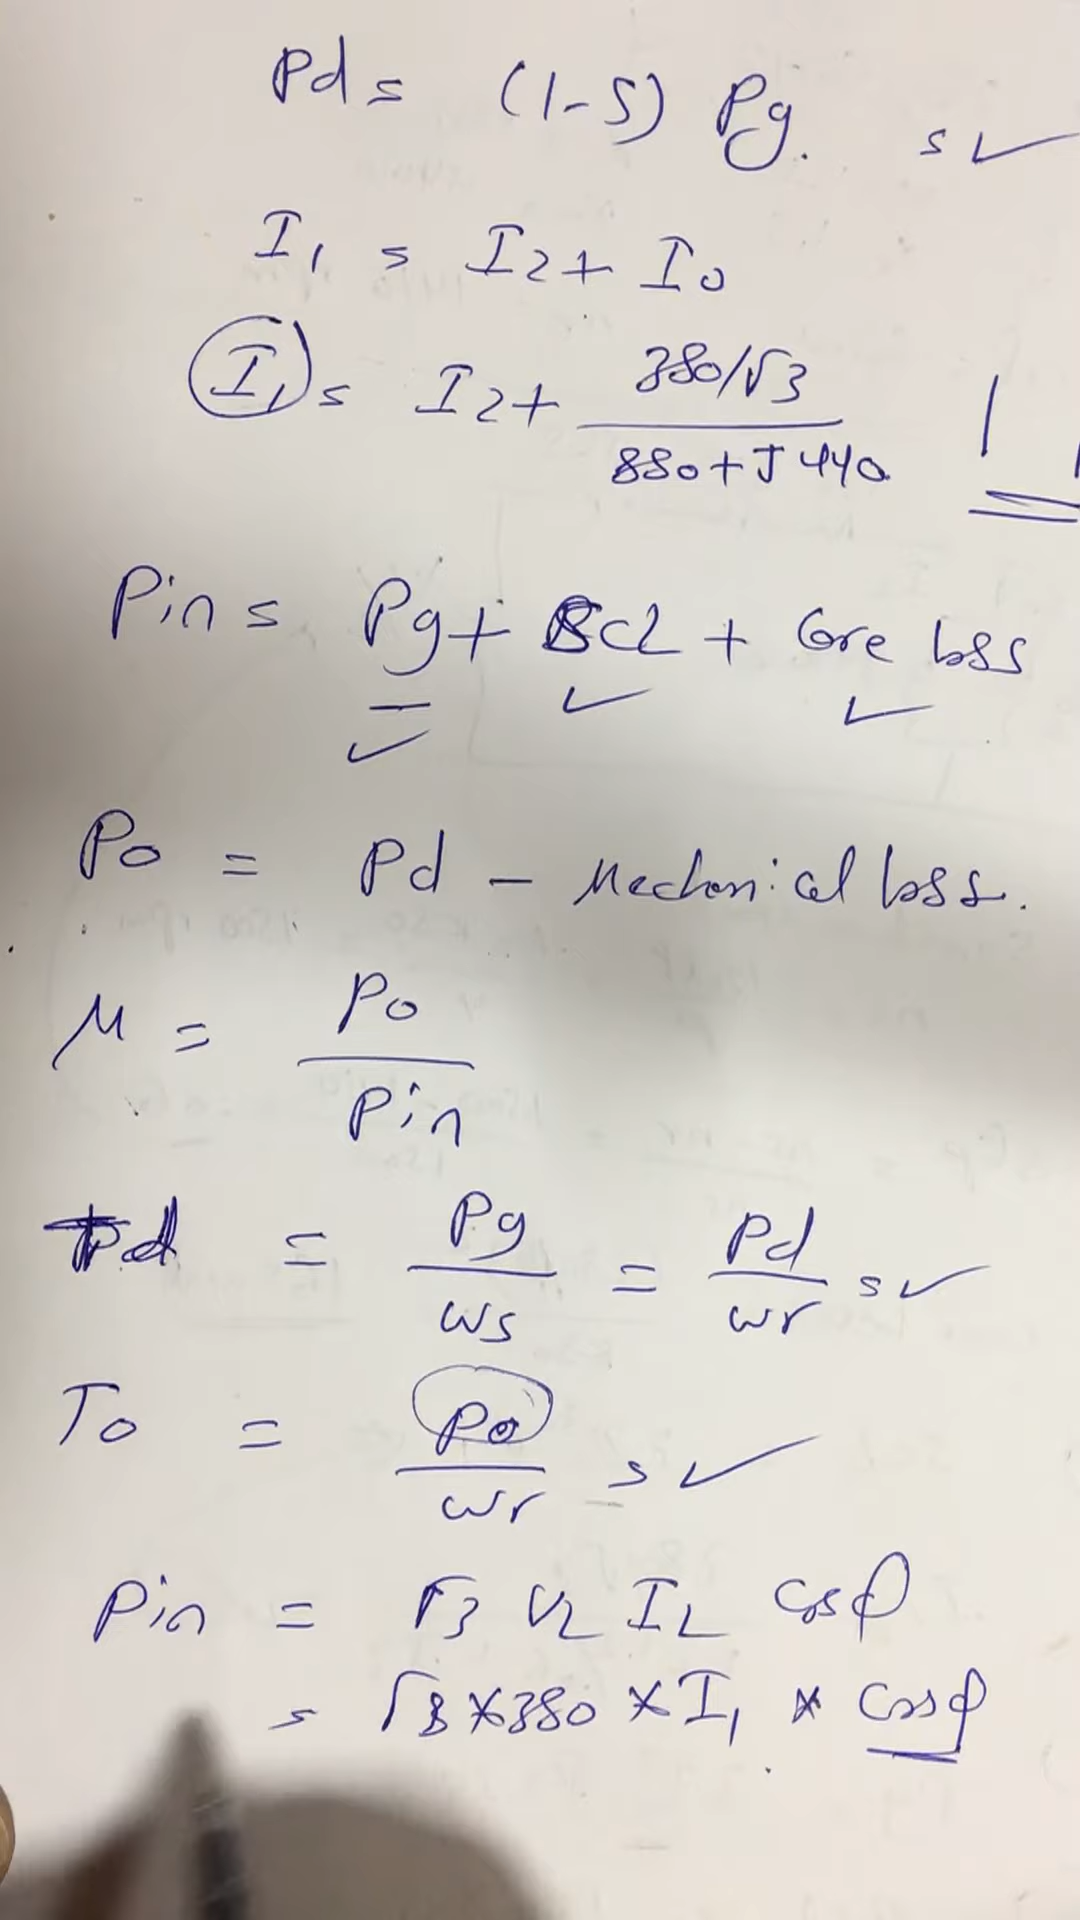 Pd = (1-S) Pg. = ✓
I₁ = I2 + I0
I₁ = I2 + (380/√3) / (880+J440)
Pin = Pg + SCL + Core loss
Po = Pd - Mechanical loss.
μ = Po / Pin
Td = Pg / ws = Pd / wr = ✓
To = Po / wr = ✓
Pin = √3 VL IL cosφ
= √3 * 380 * I₁ * cosφ